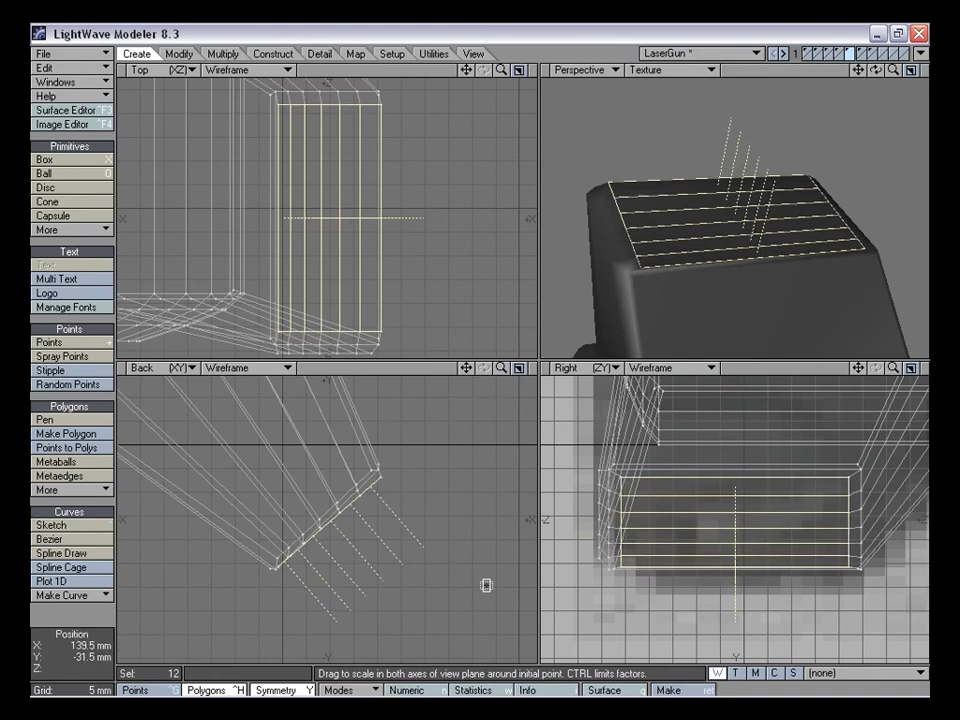 LightWave Modeler 8.3
File
Create Modify Multiply Construct Detail Map Setup Utilities View
LaserGun *
1
Edit
Windows
Help
Surface Editor ^F3
Image Editor ^F4
Top (XZ) Wireframe
Perspective Texture
Primitives
Box X
Ball O
Disc
Cone
Capsule
More
Text
Text
Multi Text
Logo
Manage Fonts
Points
Points +
Spray Points
Stipple
Random Points
Back (XY) Wireframe
Right (ZY) Wireframe
Polygons
Pen
Make Polygon
Points to Polys
Metaballs
Metaedges
More
Curves
Sketch
Bezier
Spline Draw
Spline Cage
Plot 1D
Make Curve
Position
X: 139.5 mm
Y: -31.5 mm
Z:
Sel: 12
Drag to scale in both axes of view plane around initial point. CTRL limits factors.
W T M C S (none)
Grid: 5 mm
Points ^G Polygons ^H Symmetry Y Modes Numeric n Statistics w Info i Surface q Make ret